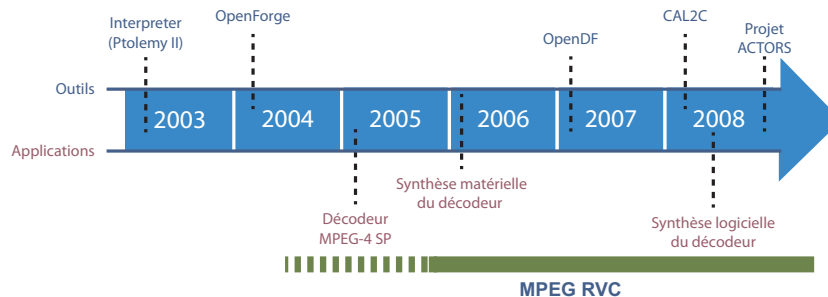 Interpreter
(Ptolemy II)
OpenForge
OpenDF
CAL2C
Projet
ACTORS
Outils
2003
2004
2005
2006
2007
2008
Applications
Décodeur
MPEG-4 SP
Synthèse matérielle
du décodeur
Synthèse logicielle
du décodeur
MPEG RVC